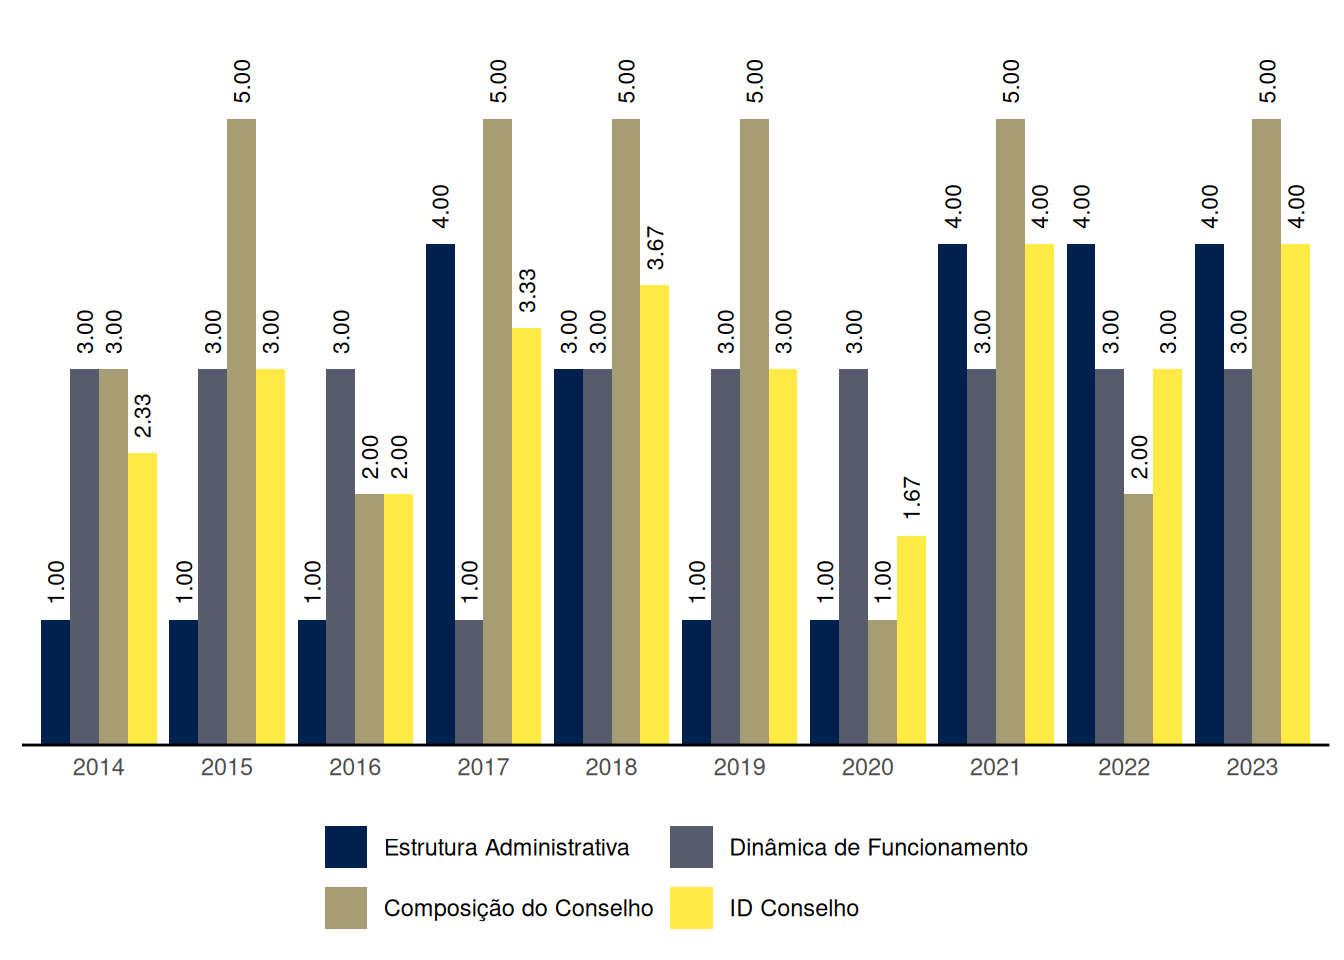 1.00 3.00 3.00 2.33 1.00 3.00 5.00 3.00 1.00 3.00 2.00 2.00 4.00 1.00 5.00 3.33 3.00 3.00 5.00 3.67 1.00 3.00 5.00 3.00 1.00 3.00 1.00 1.67 4.00 3.00 5.00 4.00 4.00 3.00 2.00 3.00 4.00 3.00 5.00 4.00
2014 2015 2016 2017 2018 2019 2020 2021 2022 2023
Estrutura Administrativa Dinâmica de Funcionamento
Composição do Conselho ID Conselho